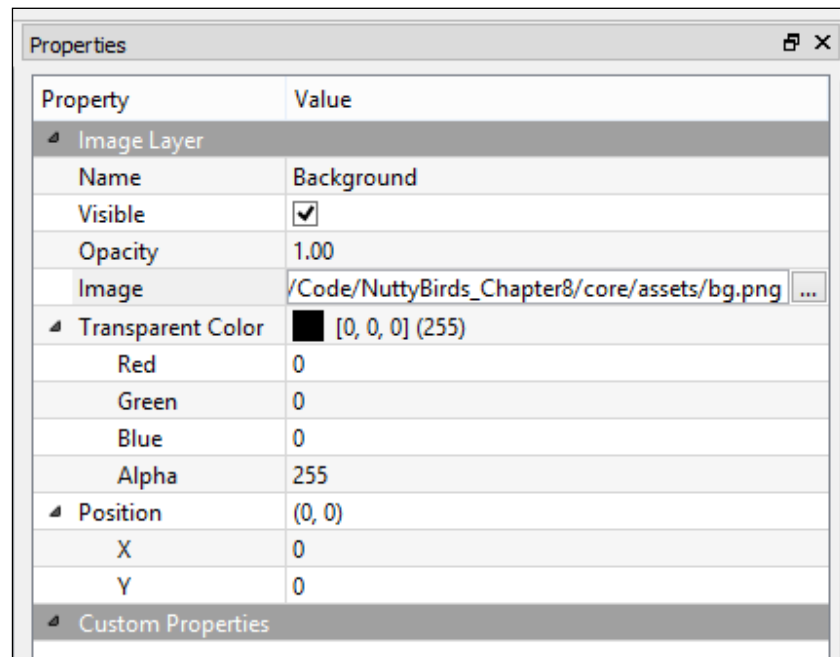 Properties
Property Value
Image Layer
Name Background
Visible
Opacity 1.00
Image /Code/NuttyBirds_Chapter8/core/assets/bg.png ...
Transparent Color [0, 0, 0] (255)
Red 0
Green 0
Blue 0
Alpha 255
Position (0, 0)
X 0
Y 0
Custom Properties